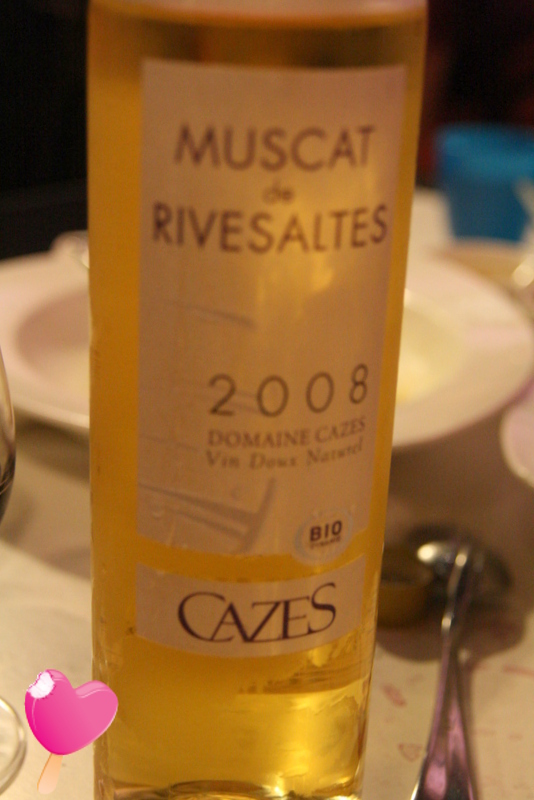 MUSCAT
de
RIVESALTES
2008
DOMAINE CAZES
Vin Doux Naturel
BIO
CAZES